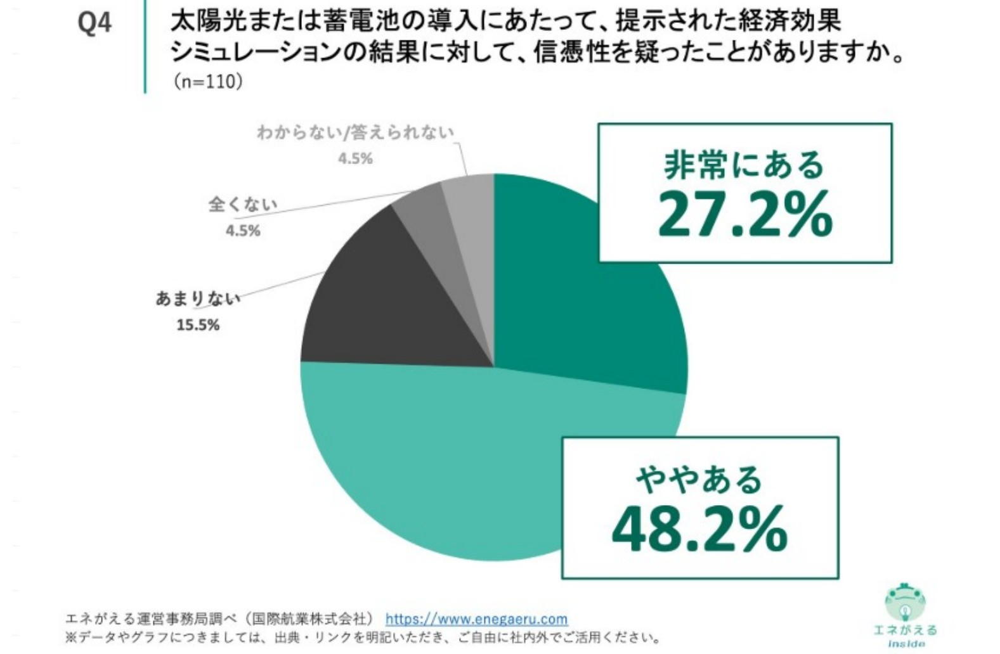 Q4
太陽光または蓄電池の導入にあたって、提示された経済効果
シミュレーションの結果に対して、信憑性を疑ったことがありますか。
（n=110）
わからない/答えられない
4.5%
全くない
4.5%
あまりない
15.5%
非常にある
27.2%
ややある
48.2%
エネがえる運営事務局調べ（国際航業株式会社） https://www.enegaeru.com
※データやグラフにつきましては、出典・リンクを明記いただき、ご自由に社内外でご活用ください。
エネがえる
inside